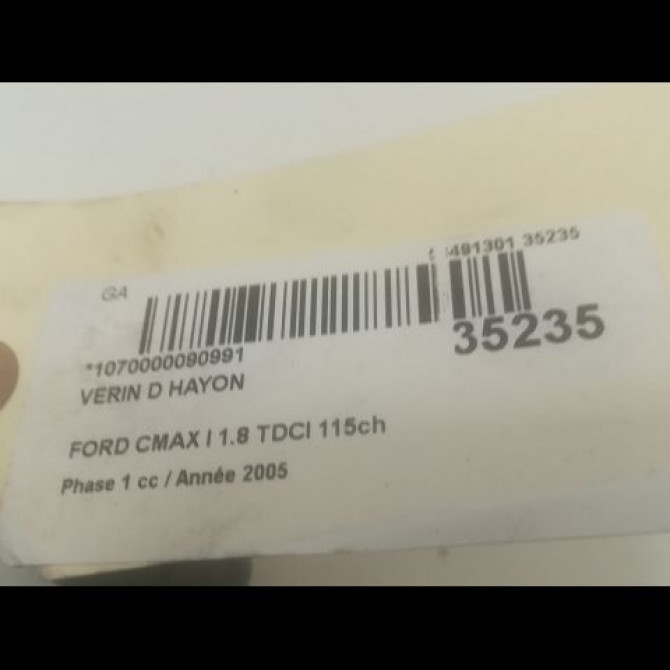 GA
491301 35235
*1070000090991
35235
VERIN D HAYON
FORD CMAX I 1.8 TDCI 115ch
Phase 1 cc / Année 2005